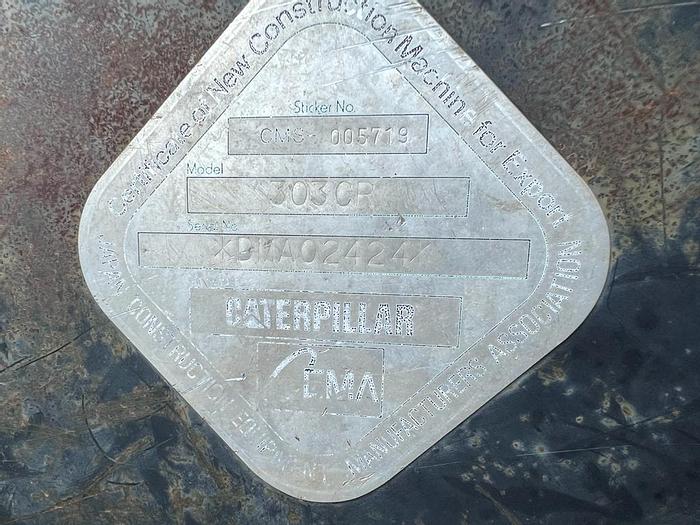 Certificate of New Construction Machine for Export
Sticker No.
CMS- 005719
Model
303CR
Serial No.
*DMA02424*
CATERPILLAR
CEMA
JAPAN CONSTRUCTION EQUIPMENT MANUFACTURERS ASSOCIATION